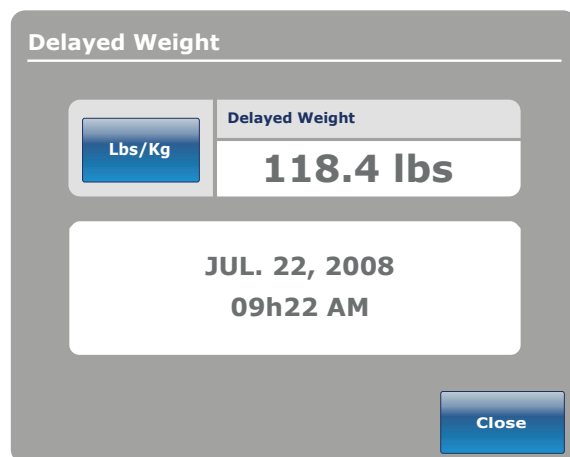 Delayed Weight
Delayed Weight
Lbs/Kg
118.4 lbs
JUL. 22, 2008
09h22 AM
Close